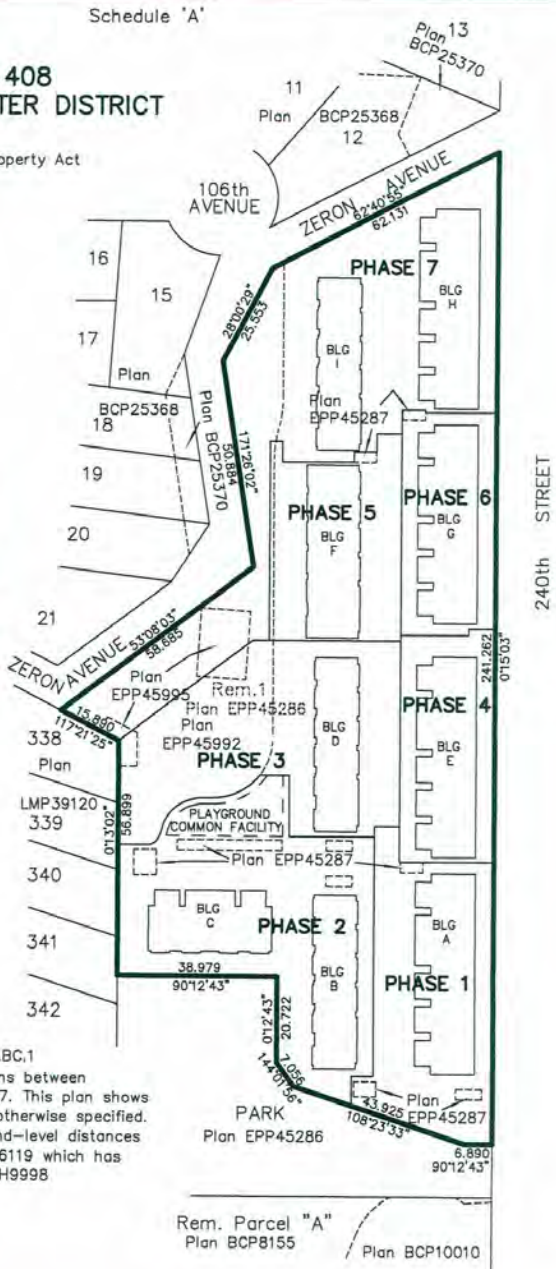 Schedule 'A'
408
TER DISTRICT
operty Act
Plan 13
BCP25370
11
Plan BCP25368
12
106th
AVENUE
ZERON AVENUE
62°40'55"
62.131
16
15
17
Plan
BCP25368
18
19
20
21
Plan BCP25370
28°00'29"
25.553
171°26'02"
50.884
PHASE 7
BLG
H
BLG
I
Plan
EPP45287
PHASE 6
BLG
G
PHASE 5
BLG
F
240th STREET
241.262
0°15'03"
ZERON AVENUE
53°08'03"
58.685
Plan
EPP45995
15.890
117°21'25"
Rem.1
Plan EPP45286
Plan
EPP45992
PHASE 4
BLG
E
BLG
D
PHASE 3
338
Plan
LMP39120
339
340
341
342
0°13'02"
56.899
PLAYGROUND
COMMON FACILITY
Plan EPP45287
BLG
C
PHASE 2
BLG
B
BLG
A
PHASE 1
38.979
90°12'43"
0°12'43"
20.722
7.056
144°01'56"
43.925
108°23'33"
Plan
EPP45287
6.890
90°12'43"
PARK
Plan EPP45286
BC,1
ns between
7. This plan shows
otherwise specified.
nd-level distances
6119 which has
H9998
Rem. Parcel "A"
Plan BCP8155
Plan BCP10010